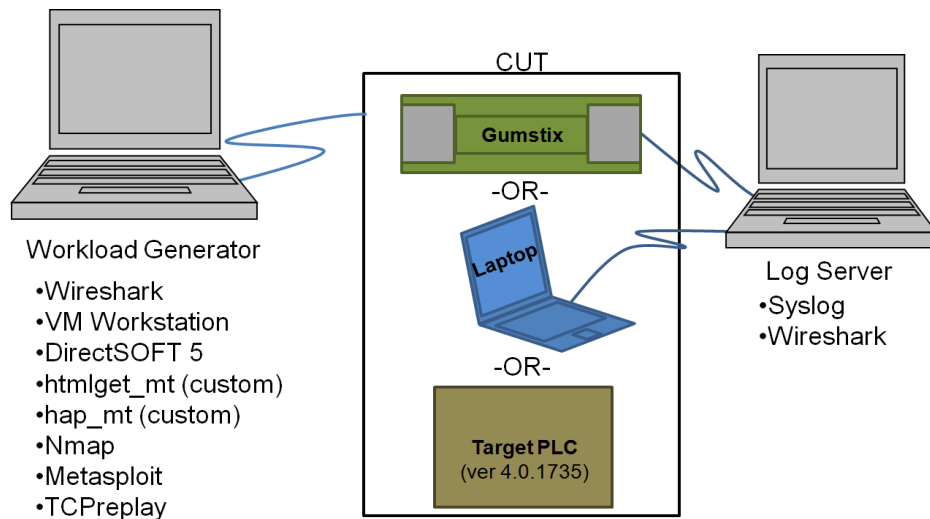 CUT
Gumstix
-OR-
Laptop
-OR-
Target PLC
(ver 4.0.1735)
Workload Generator
•Wireshark
•VM Workstation
•DirectSOFT 5
•htmlget_mt (custom)
•hap_mt (custom)
•Nmap
•Metasploit
•TCPreplay
Log Server
•Syslog
•Wireshark